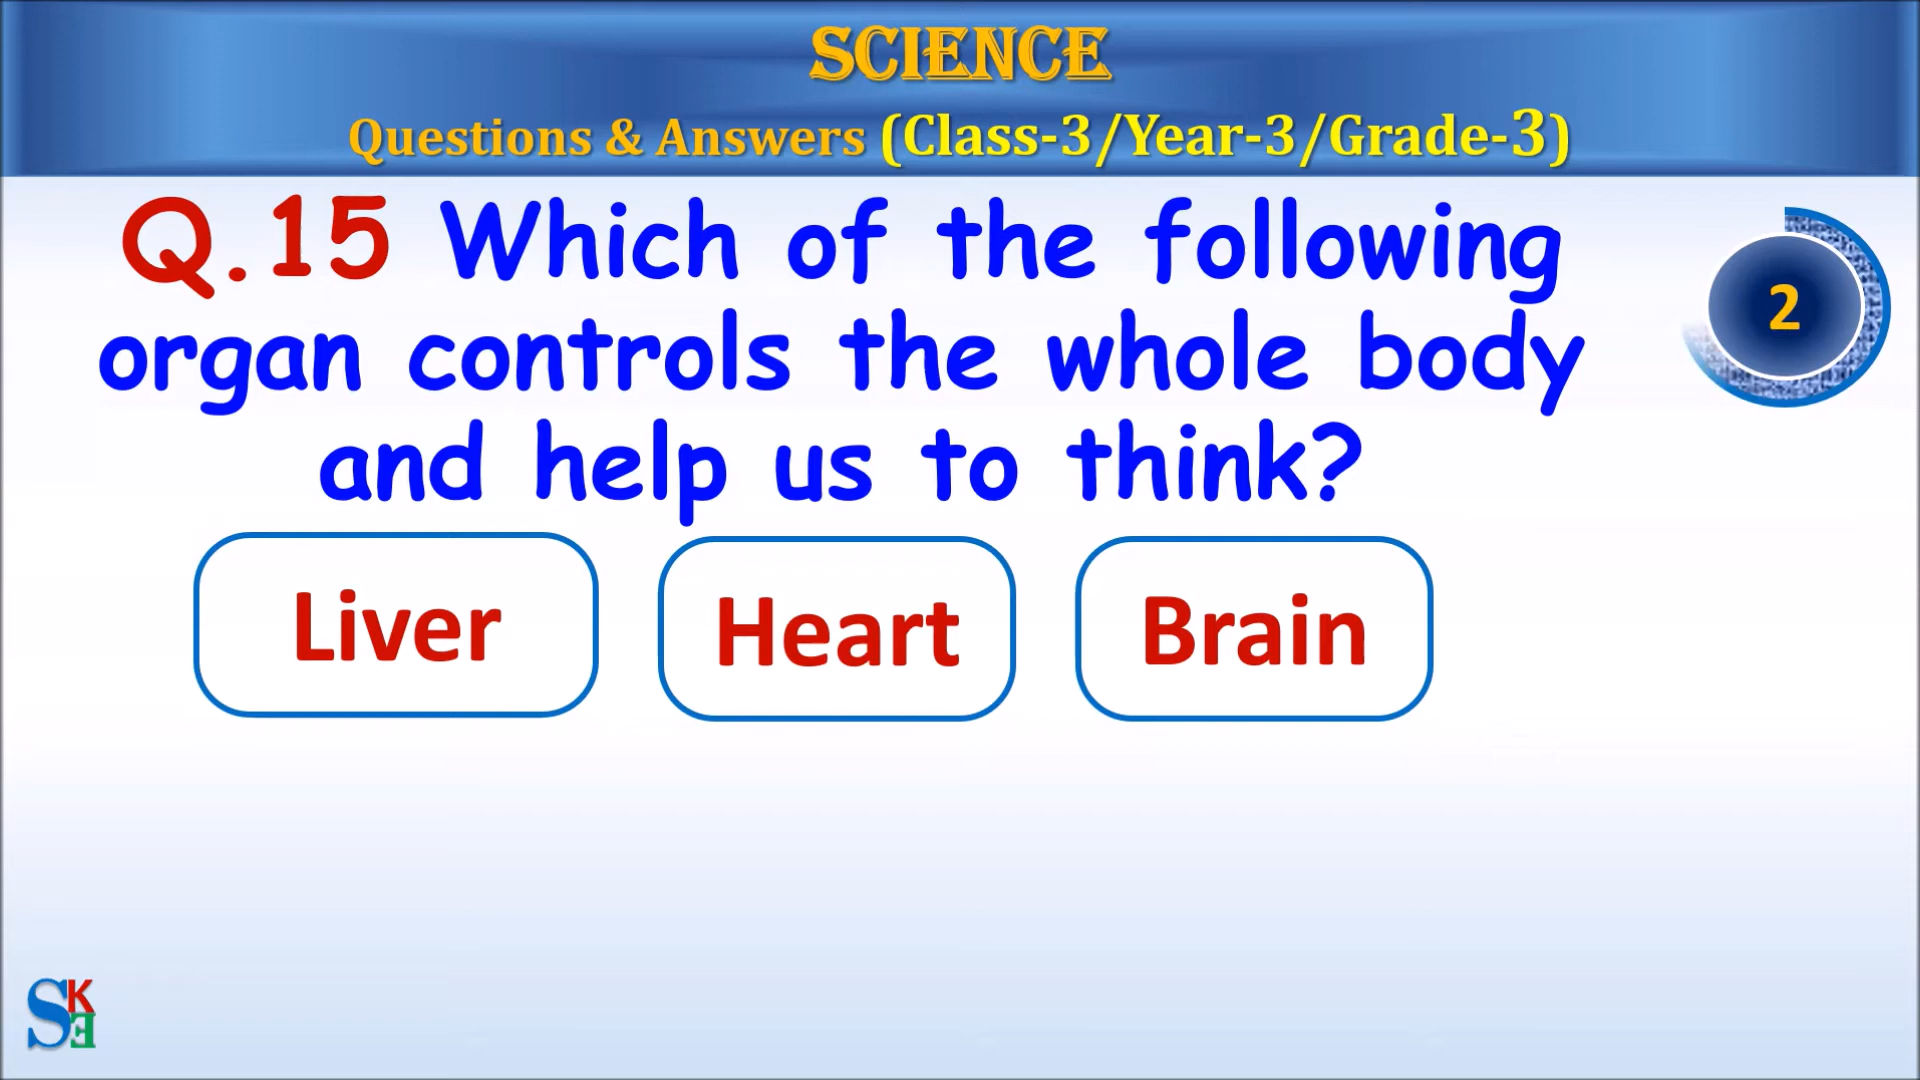 SCIENCE
Questions & Answers (Class-3/Year-3/Grade-3)
Q.15 Which of the following
organ controls the whole body
and help us to think?
2
Liver
Heart
Brain
SKE